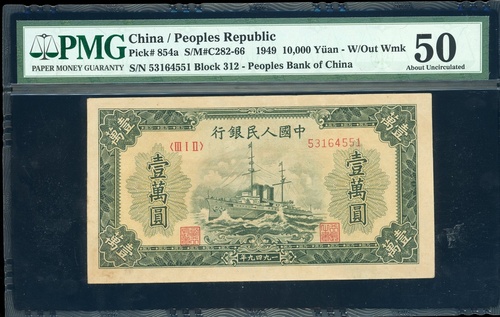 PMG
PAPER MONEY GUARANTY
China / Peoples Republic
Pick# 854a S/M#C282-66 1949 10,000 Yüan - W/Out Wmk
S/N 53164551 Block 312 - Peoples Bank of China
50
About Uncirculated
壹萬
壹萬
行銀民人國中
〈III I II〉
53164551
壹萬圓
壹萬圓
壹萬
壹萬
年九四九一